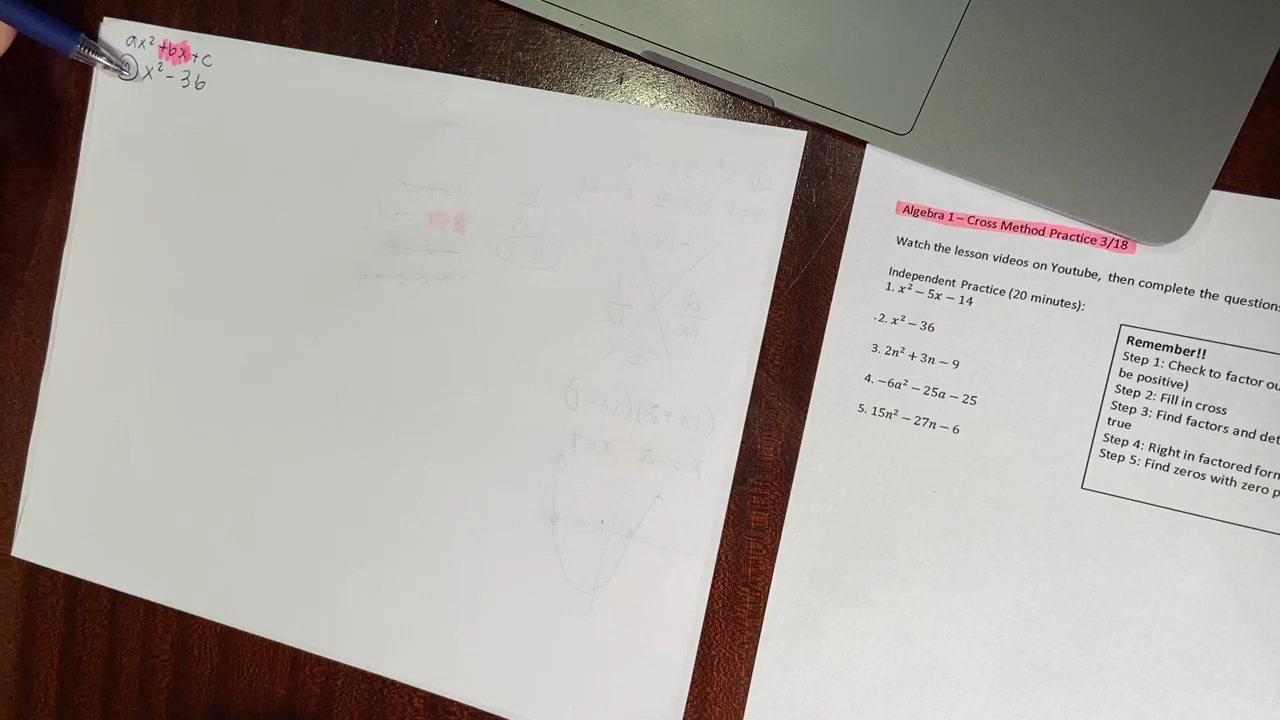 ax² +bx + c
② x² - 36
Algebra 1 – Cross Method Practice 3/18
Watch the lesson videos on Youtube, then complete the questions
Independent Practice (20 minutes):
1. x² − 5x − 14
2. x² − 36
3. 2n² + 3n − 9
4. −6a² − 25a − 25
5. 15n² − 27n − 6
Remember!!
Step 1: Check to factor
be positive)
Step 2: Fill in cross
Step 3: Find factors and
true
Step 4: Right in factored form
Step 5: Find zeros with zero